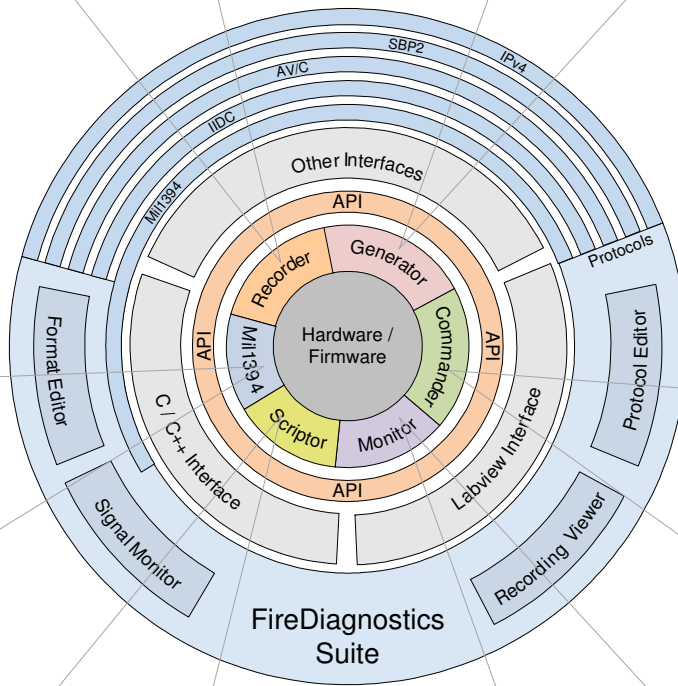 IPv4
SBP2
AV/C
IIDC
Mil1394
Protocols
Other Interfaces
API
Recorder
Generator
API
Mil1394
Hardware /
Firmware
Commander
API
Scriptor
Monitor
API
C / C++ Interface
Labview Interface
Format Editor
Protocol Editor
Signal Monitor
Recording Viewer
FireDiagnostics
Suite